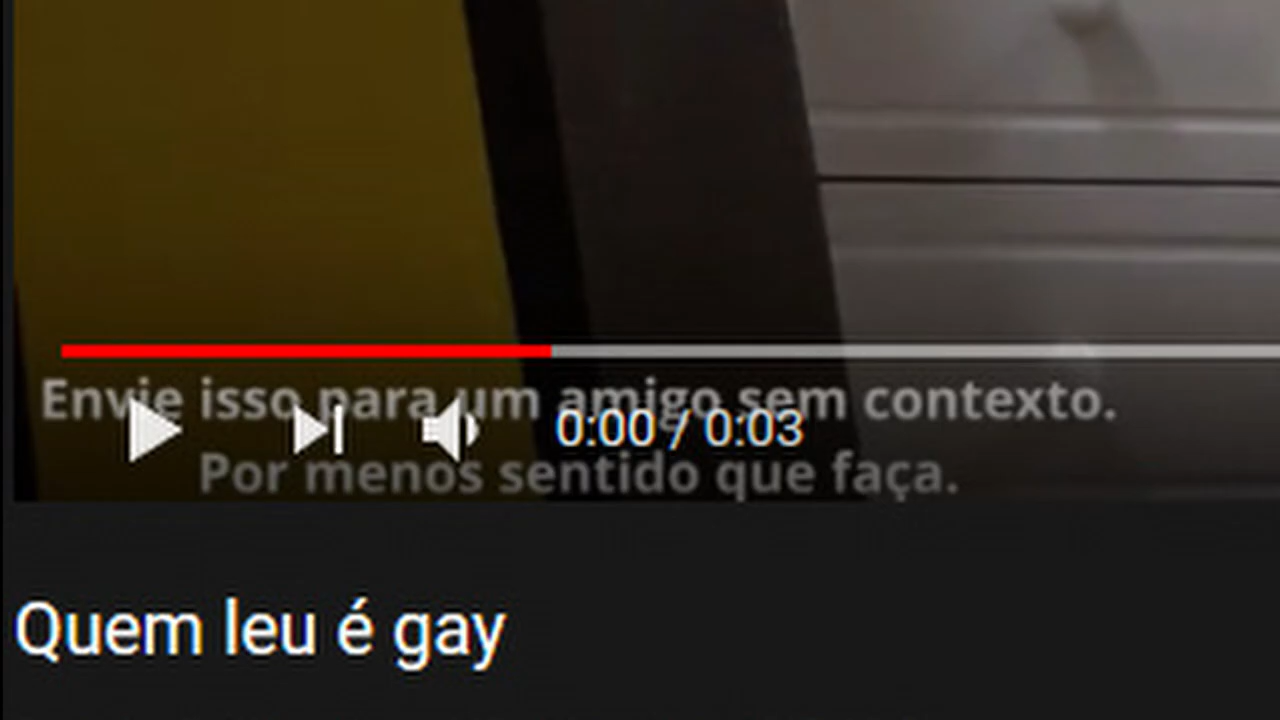 Envie isso para um amigo sem contexto.
0:00 / 0:03
Por menos sentido que faça.
Quem leu é gay